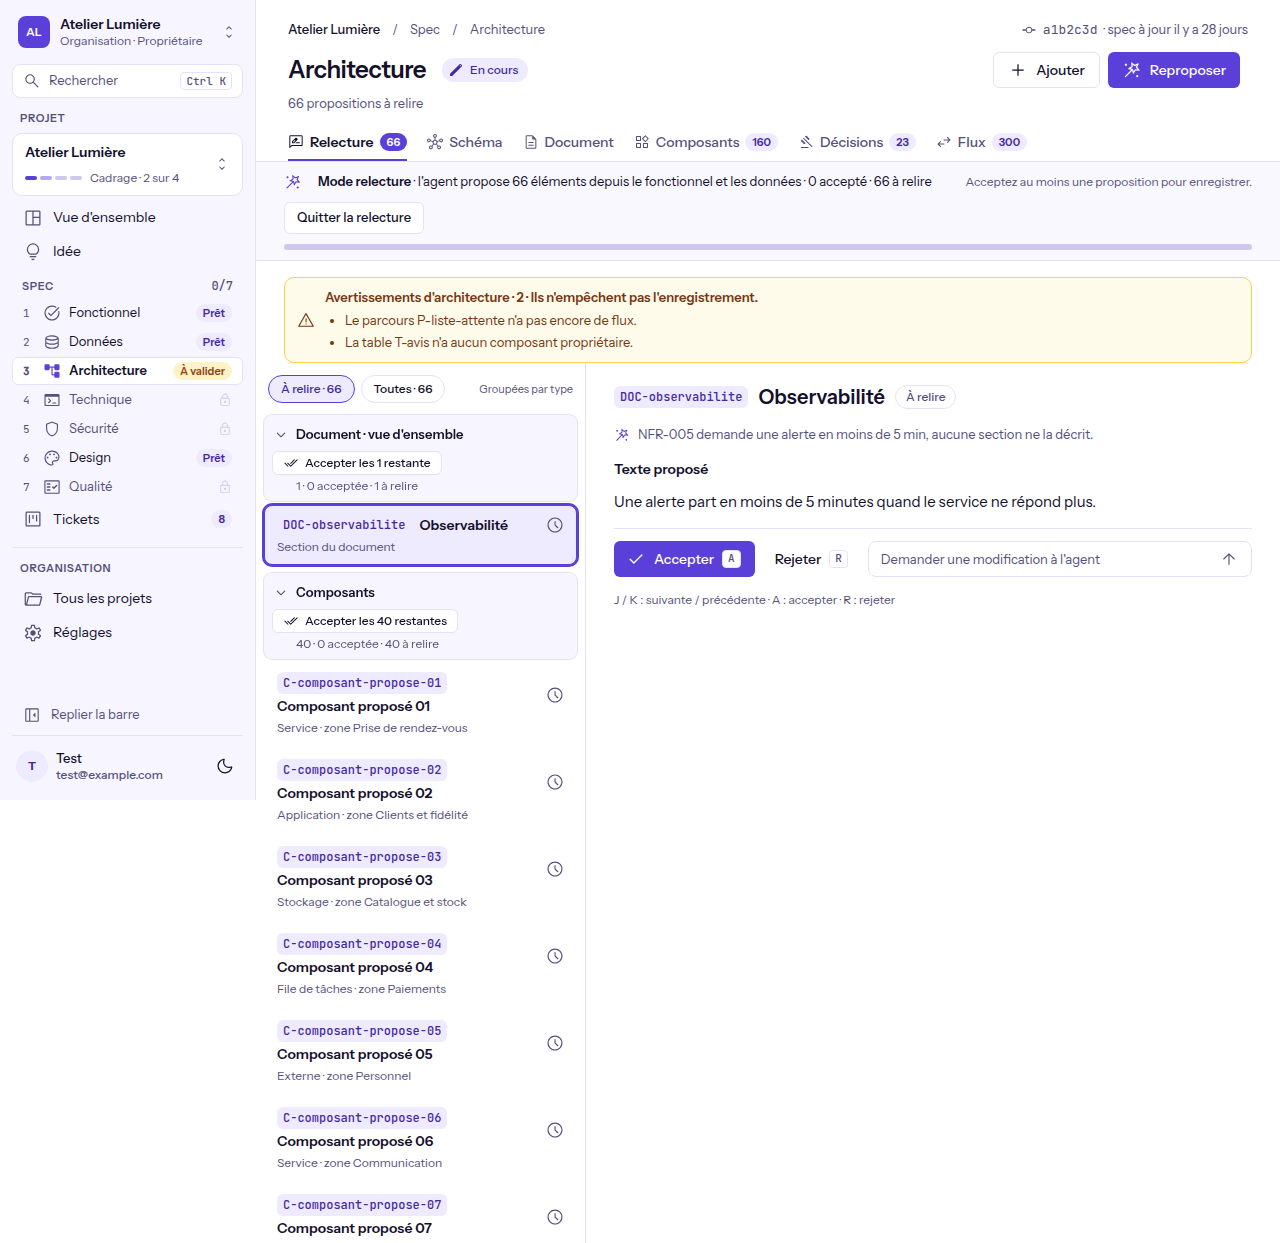 AL
Atelier Lumière
Organisation · Propriétaire
Rechercher
Ctrl K
PROJET
Atelier Lumière
Cadrage · 2 sur 4
Vue d'ensemble
Idée
SPEC 0/7
1 Fonctionnel Prêt
2 Données Prêt
3 Architecture À valider
4 Technique
5 Sécurité
6 Design Prêt
7 Qualité
Tickets 8
ORGANISATION
Tous les projets
Réglages
Replier la barre
T
Test
test@example.com
Atelier Lumière / Spec / Architecture
a1b2c3d · spec à jour il y a 28 jours
Architecture
En cours
Ajouter
Reproposer
66 propositions à relire
Relecture 66
Schéma
Document
Composants 160
Décisions 23
Flux 300
Mode relecture · l'agent propose 66 éléments depuis le fonctionnel et les données · 0 accepté · 66 à relire
Acceptez au moins une proposition pour enregistrer.
Quitter la relecture
Avertissements d'architecture · 2 · Ils n'empêchent pas l'enregistrement.
• Le parcours P-liste-attente n'a pas encore de flux.
• La table T-avis n'a aucun composant propriétaire.
À relire · 66
Toutes · 66
Groupées par type
Document · vue d'ensemble
Accepter les 1 restante
1 · 0 acceptée · 1 à relire
DOC-observabilite Observabilité
Section du document
Composants
Accepter les 40 restantes
40 · 0 acceptée · 40 à relire
C-composant-propose-01
Composant proposé 01
Service · zone Prise de rendez-vous
C-composant-propose-02
Composant proposé 02
Application · zone Clients et fidélité
C-composant-propose-03
Composant proposé 03
Stockage · zone Catalogue et stock
C-composant-propose-04
Composant proposé 04
File de tâches · zone Paiements
C-composant-propose-05
Composant proposé 05
Externe · zone Personnel
C-composant-propose-06
Composant proposé 06
Service · zone Communication
C-composant-propose-07
Composant proposé 07
DOC-observabilite Observabilité À relire
NFR-005 demande une alerte en moins de 5 min, aucune section ne la décrit.
Texte proposé
Une alerte part en moins de 5 minutes quand le service ne répond plus.
Accepter A
Rejeter R
Demander une modification à l'agent
J / K : suivante / précédente · A : accepter · R : rejeter